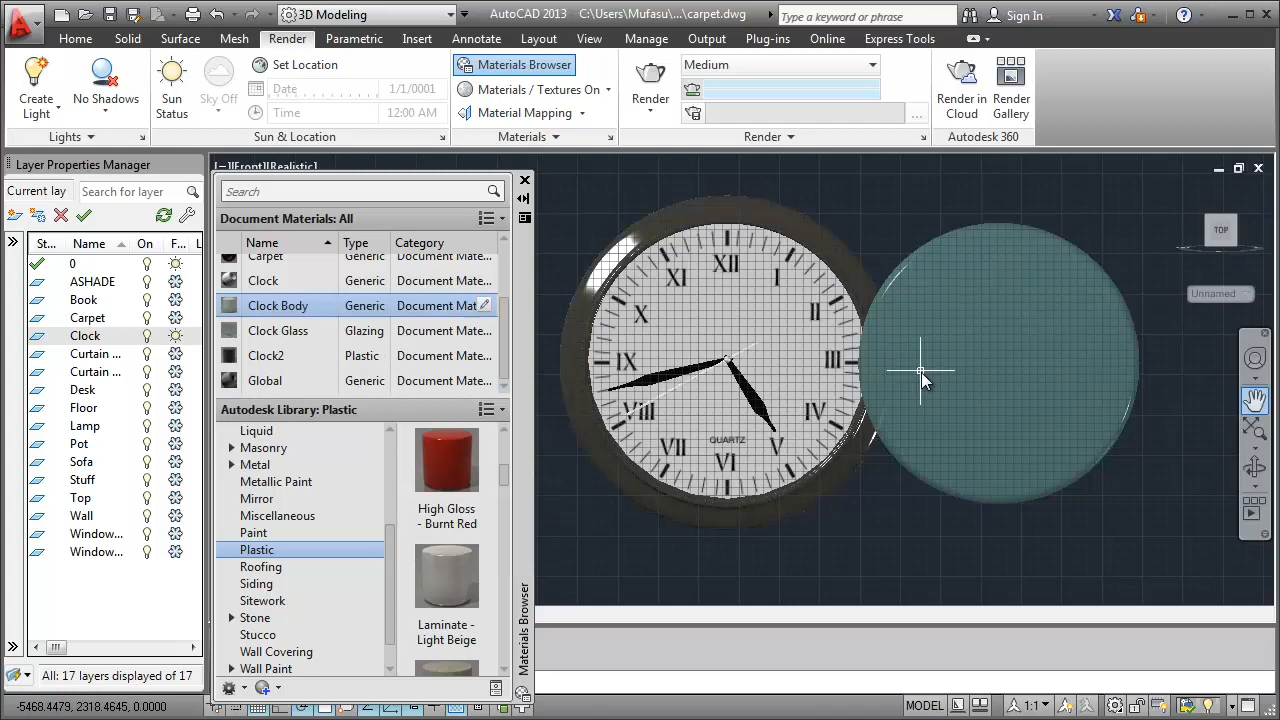 3D Modeling
AutoCAD 2013 C:\Users\Mufasu\...\carpet.dwg
Type a keyword or phrase
Sign In
Home Solid Surface Mesh Render Parametric Insert Annotate Layout View Manage Output Plug-ins Online Express Tools
Create Light
No Shadows
Lights
Sun Status
Sky Off
Set Location
Date 1/1/0001
Time 12:00 AM
Sun & Location
Materials Browser
Materials / Textures On
Material Mapping
Materials
Render
Medium
...
Render
Render in Cloud
Render Gallery
Autodesk 360
Layer Properties Manager
Current lay
Search for layer
St... Name On F... L
0
ASHADE
Book
Carpet
Clock
Curtain ...
Curtain ...
Desk
Floor
Lamp
Pot
Sofa
Stuff
Top
Wall
Window...
Window...
All: 17 layers displayed of 17
[−][Front][Realistic]
Search
Document Materials: All
Name Type Category
Carpet Generic Document Mate...
Clock Generic Document Mate...
Clock Body Generic Document Mat
Clock Glass Glazing Document Mate...
Clock2 Plastic Document Mate...
Global Generic Document Mate...
Autodesk Library: Plastic
Liquid
Masonry
Metal
Metallic Paint
Mirror
Miscellaneous
Paint
Plastic
Roofing
Siding
Sitework
Stone
Stucco
Wall Covering
Wall Paint
High Gloss - Burnt Red
Laminate - Light Beige
Materials Browser
XII
I
II
III
IV
V
VI
VII
VIII
IX
X
XI
QUARTZ
TOP
Unnamed
-5468.4479, 2318.4645, 0.0000
MODEL
1:1